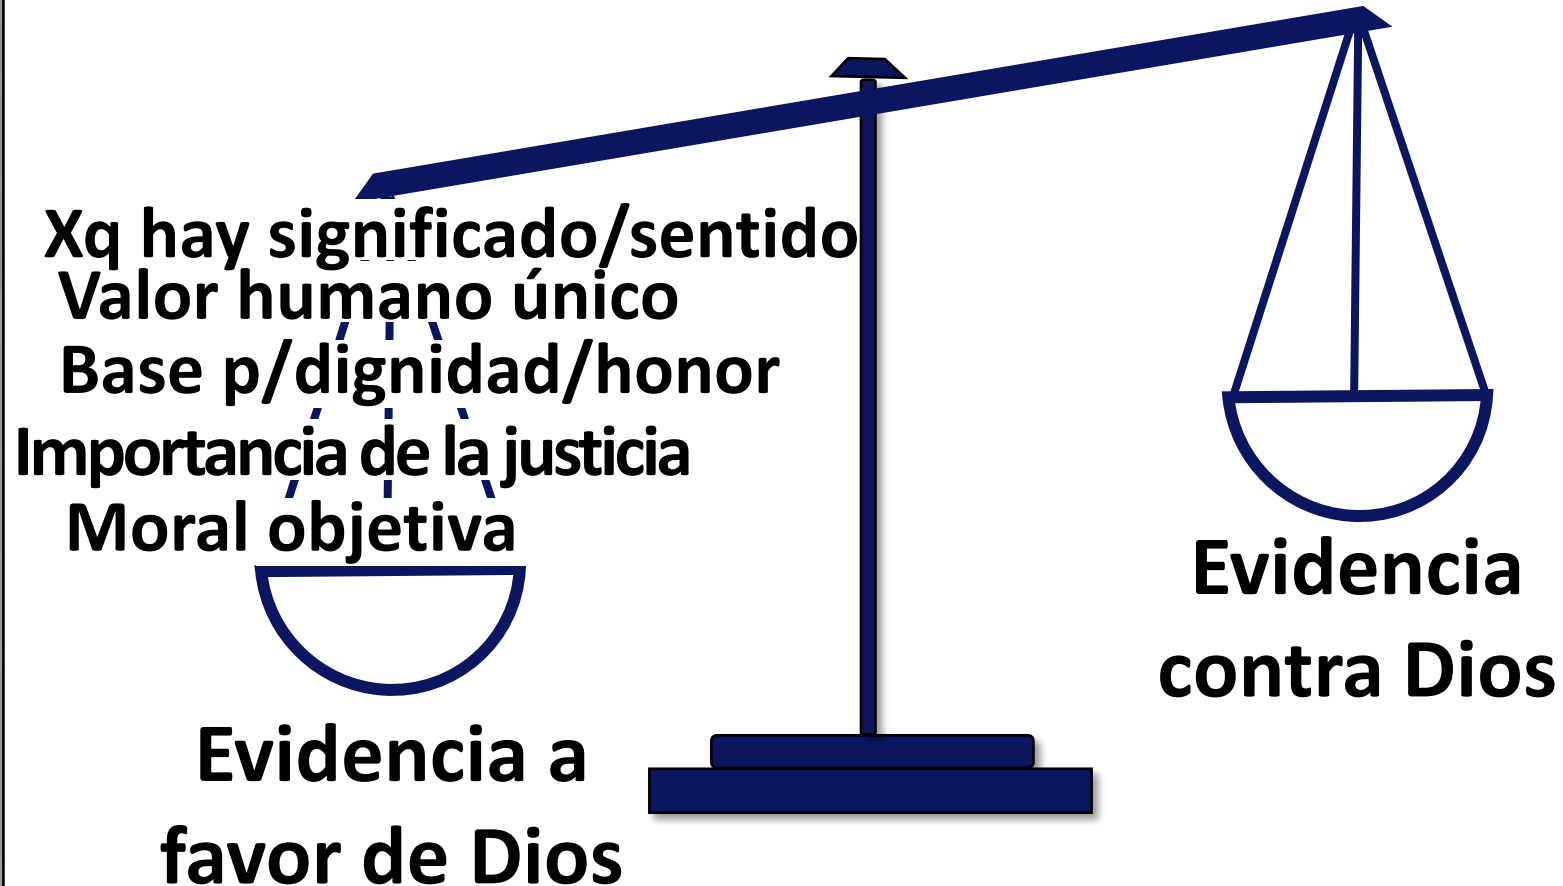 Xq hay significado/sentido
Valor humano único
Base p/dignidad/honor
Importancia de la justicia
Moral objetiva
Evidencia a
favor de Dios
Evidencia
contra Dios